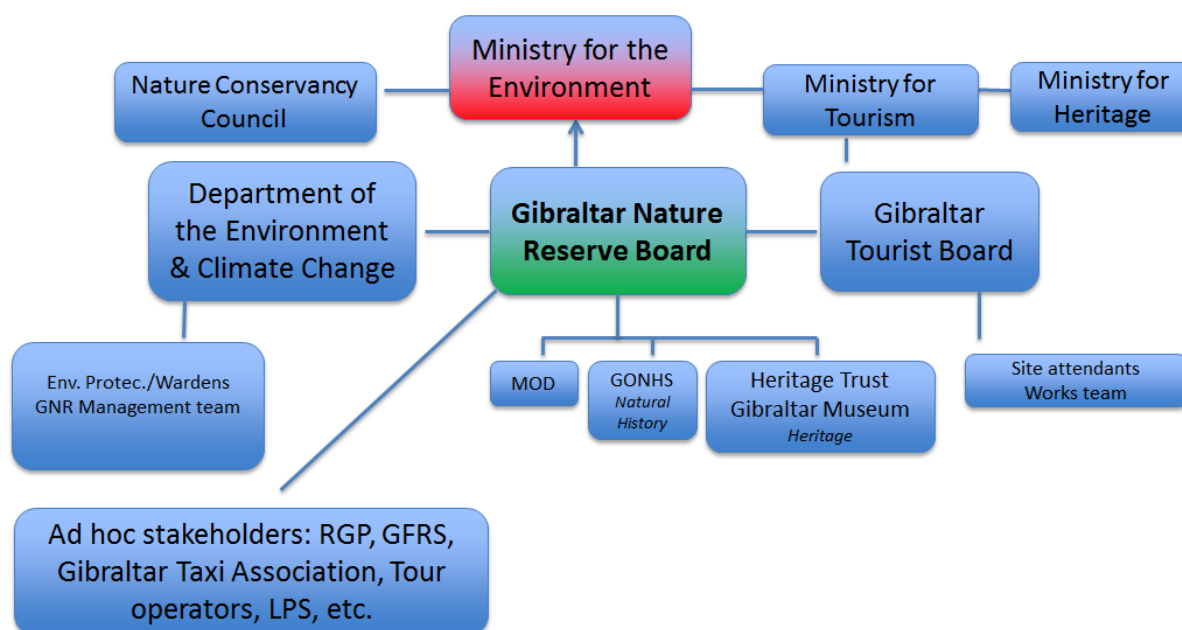 Ministry for the
Environment
Nature Conservancy
Council
Ministry for
Tourism
Ministry for
Heritage
Department of
the Environment
& Climate Change
Gibraltar Nature
Reserve Board
Gibraltar
Tourist Board
Env. Protec./Wardens
GNR Management team
MOD
GONHS
Natural
History
Heritage Trust
Gibraltar Museum
Heritage
Site attendants
Works team
Ad hoc stakeholders: RGP, GFRS,
Gibraltar Taxi Association, Tour
operators, LPS, etc.